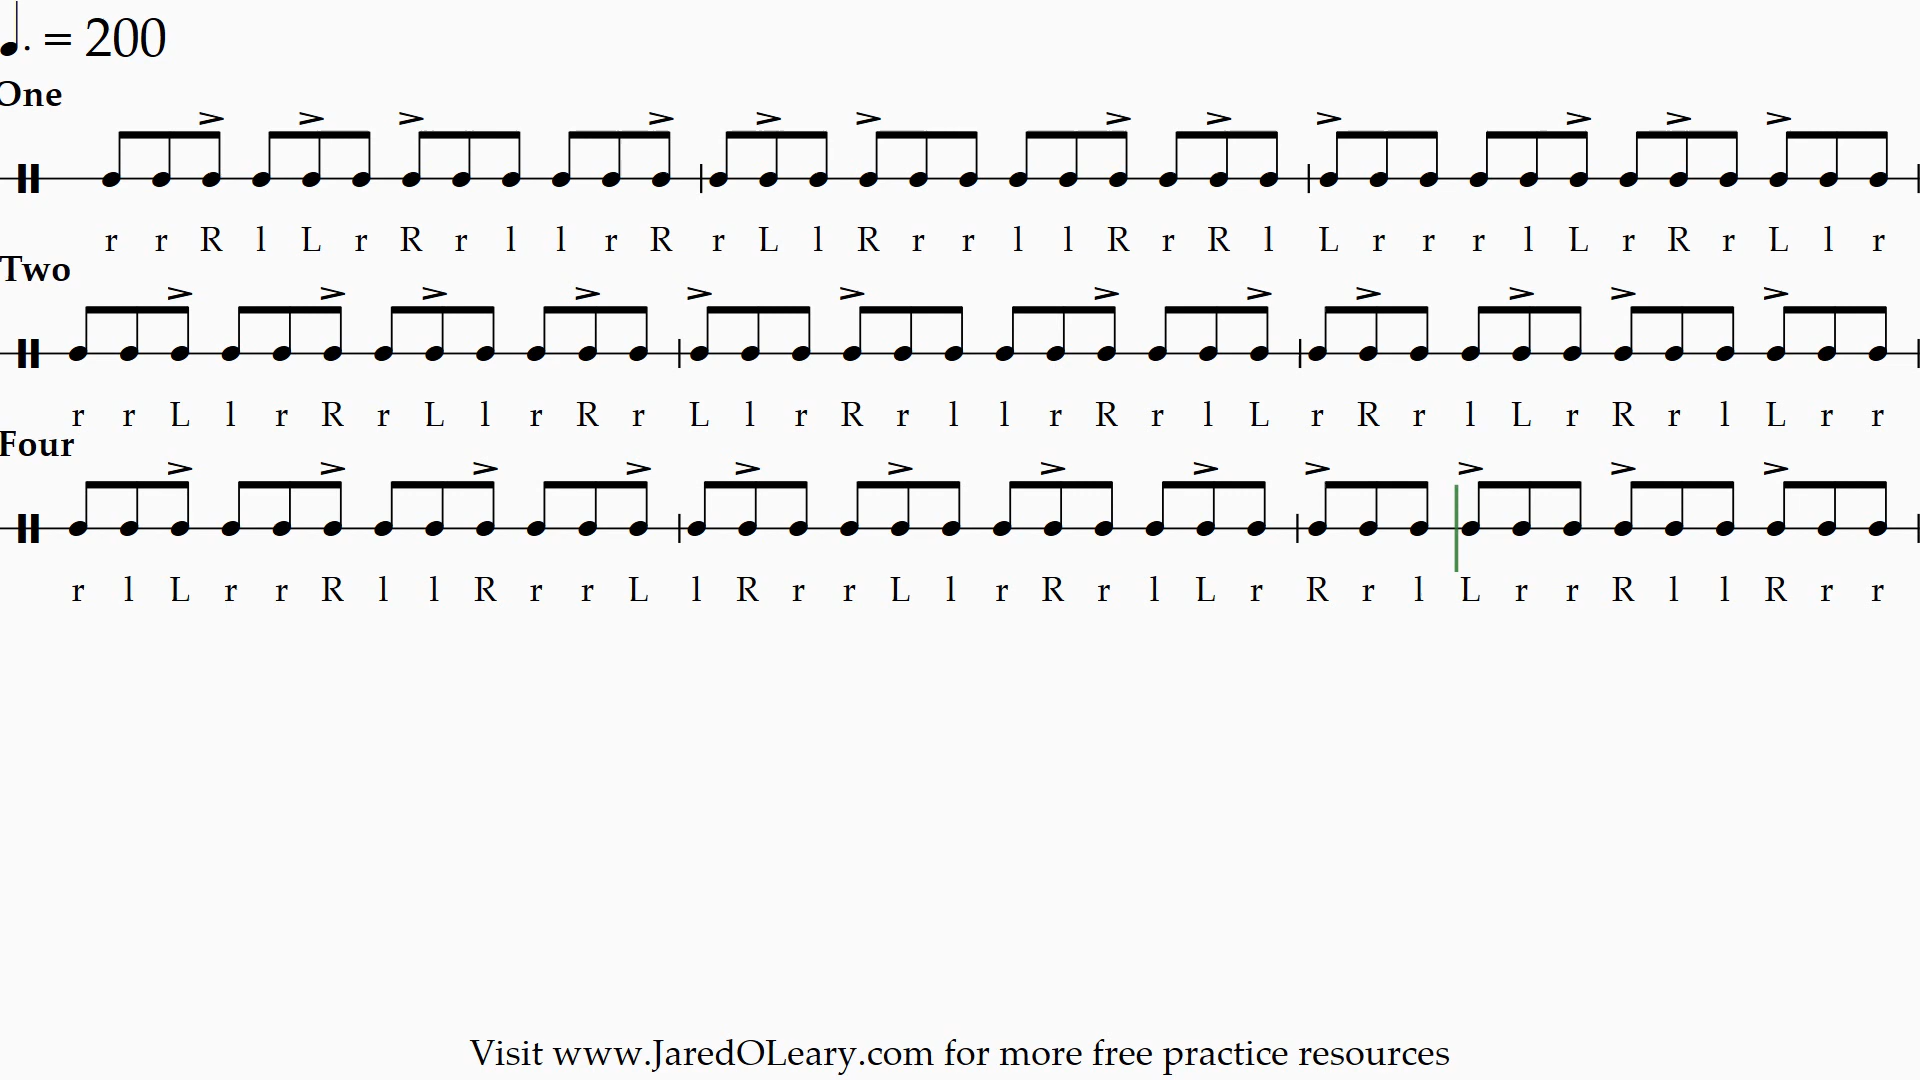 ♩. = 200
One
r r R l L r R r l l r R r L l R r r l l R r R l L r r r l L r R r L l r
Two
r r L l r R r L l r R r L l r R r l l r R r l L r R r l L r R r l L r r
Four
r l L r r R l l R r r L l R r r L l r R r l L r R r l L r r R l l R r r
Visit www.JaredOLeary.com for more free practice resources